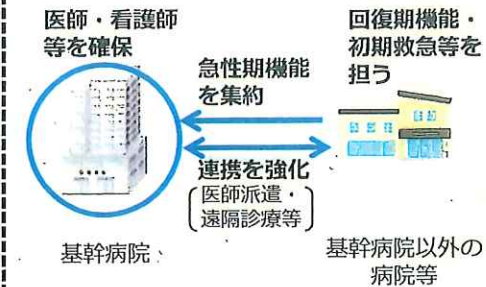 医師・看護師
等を確保
回復期機能・
初期救急等を
担う
急性期機能
を集約
連携を強化
医師派遣・
遠隔診療等
基幹病院
基幹病院以外の
病院等